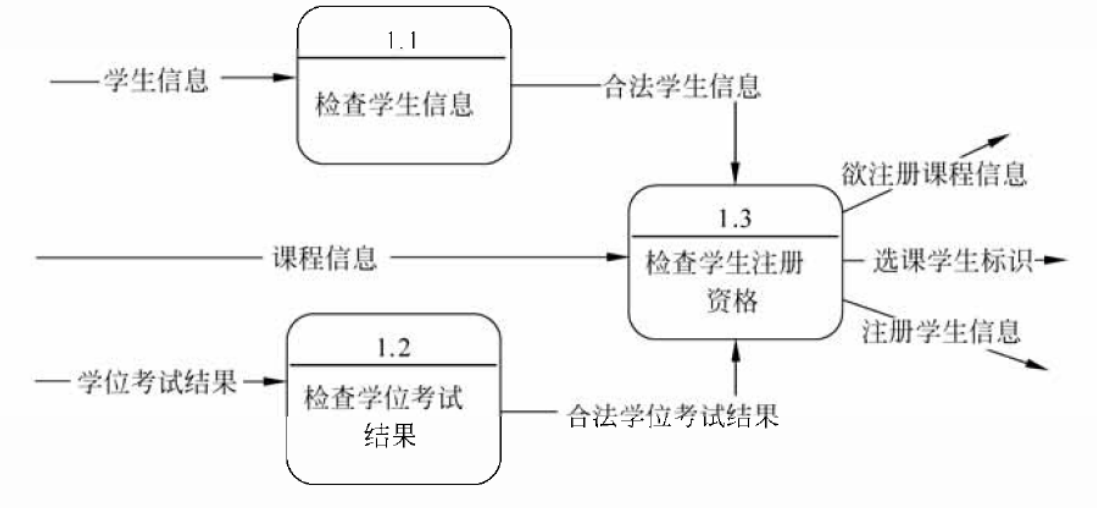 1.1
学生信息
检查学生信息
合法学生信息
欲注册课程信息
1.3
课程信息
检查学生注册
资格
选课学生标识
注册学生信息
1.2
学位考试结果
检查学位考试
结果
合法学位考试结果